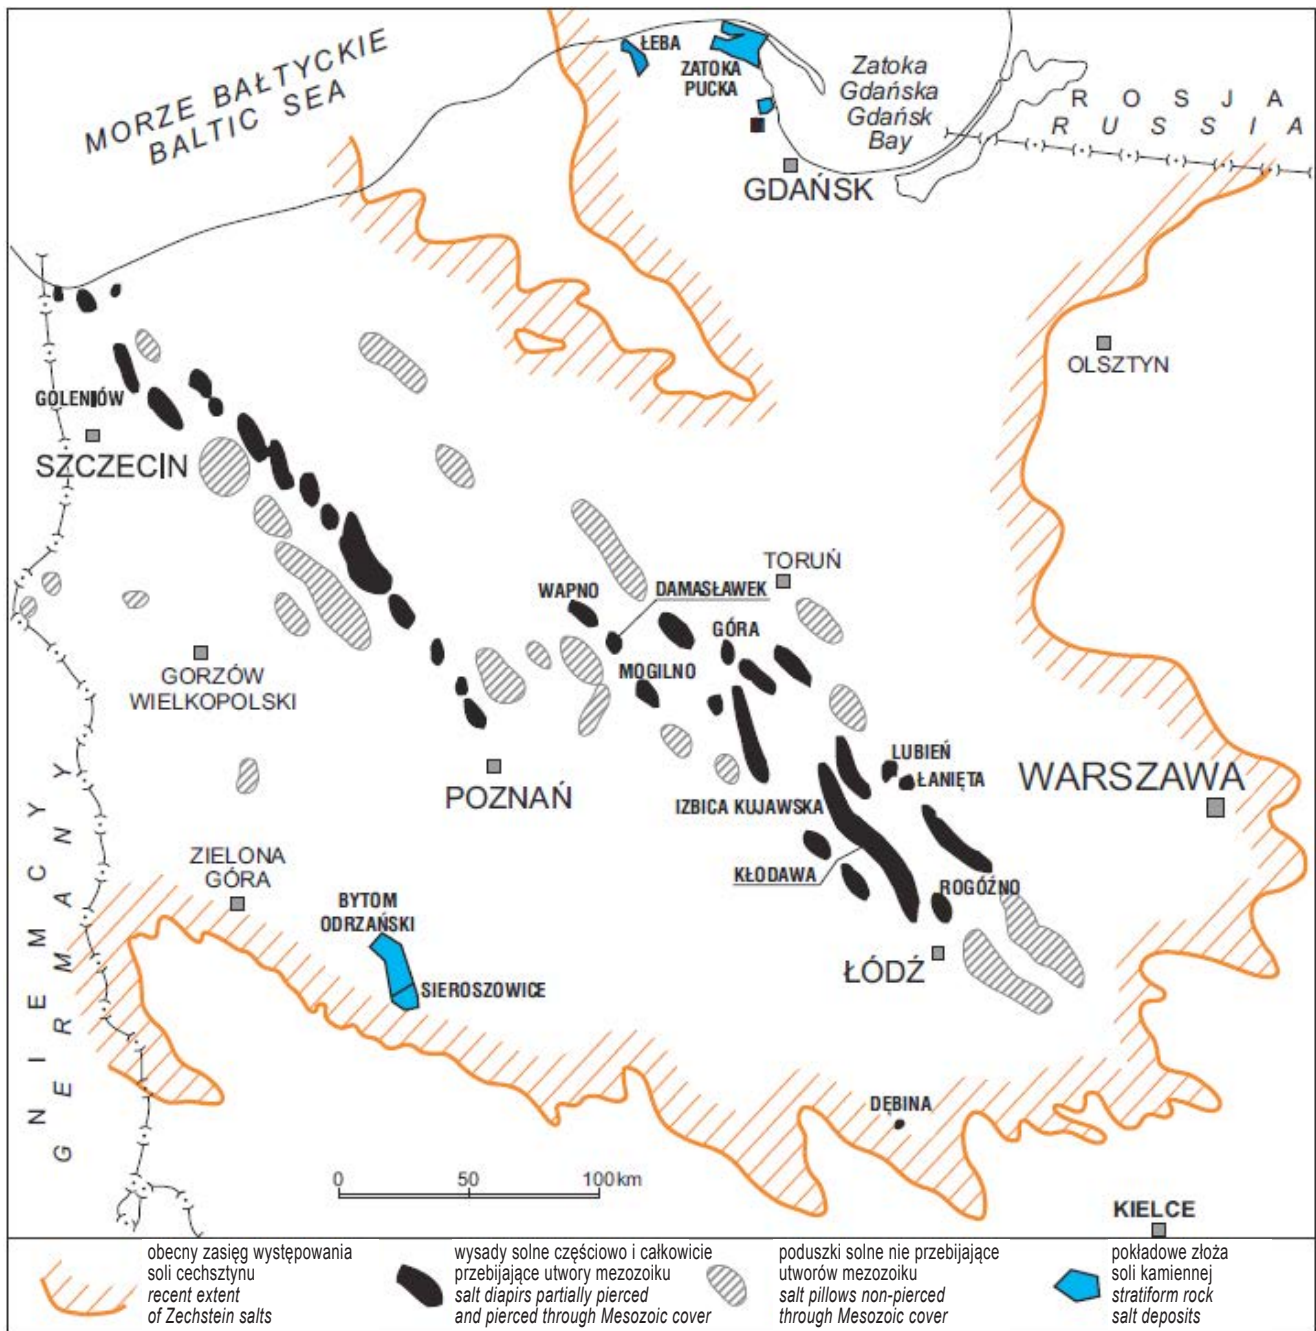 MORZE BAŁTYCKIE
BALTIC SEA
ŁEBA
ZATOKA
PUCKA
Zatoka
Gdańska
Gdańsk
Bay
ROSJA
RUSSIA
GDAŃSK
OLSZTYN
GOLENIÓW
SZCZECIN
TORUŃ
WAPNO
DAMASŁAWEK
GÓRA
MOGILNO
GORZÓW
WIELKOPOLSKI
LUBIEŃ
ŁANIĘTA
WARSZAWA
POZNAŃ
IZBICA KUJAWSKA
KŁODAWA
ROGÓŹNO
ZIELONA
GÓRA
BYTOM
ODRZAŃSKI
SIEROSZOWICE
ŁÓDŹ
NIEMCY
GERMANY
DĘBINA
0 50 100 km
KIELCE
obecny zasięg występowania
soli cechsztynu
recent extent
of Zechstein salts
wysady solne częściowo i całkowicie
przebijające utwory mezozoiku
salt diapirs partially pierced
and pierced through Mesozoic cover
poduszki solne nie przebijające
utworów mezozoiku
salt pillows non-pierced
through Mesozoic cover
pokładowe złoża
soli kamiennej
stratiform rock
salt deposits